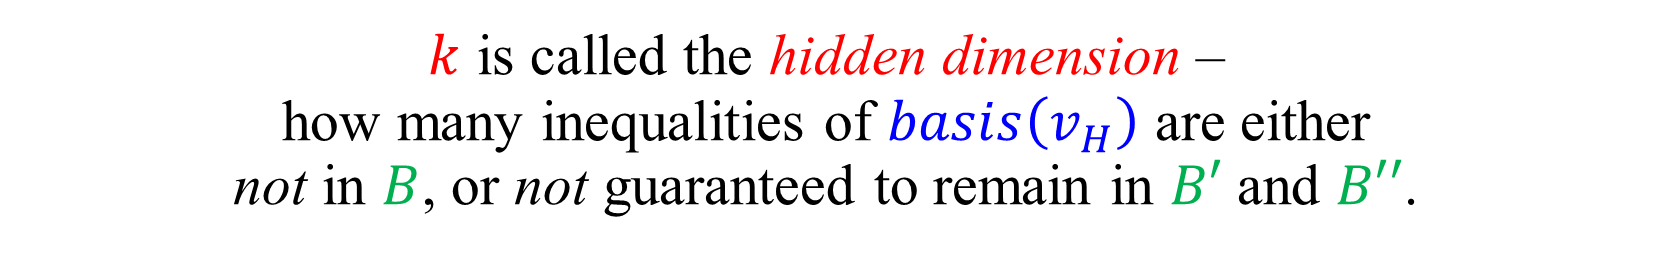 k is called the hidden dimension –
how many inequalities of basis(v_H) are either
not in B, or not guaranteed to remain in B′ and B′′.